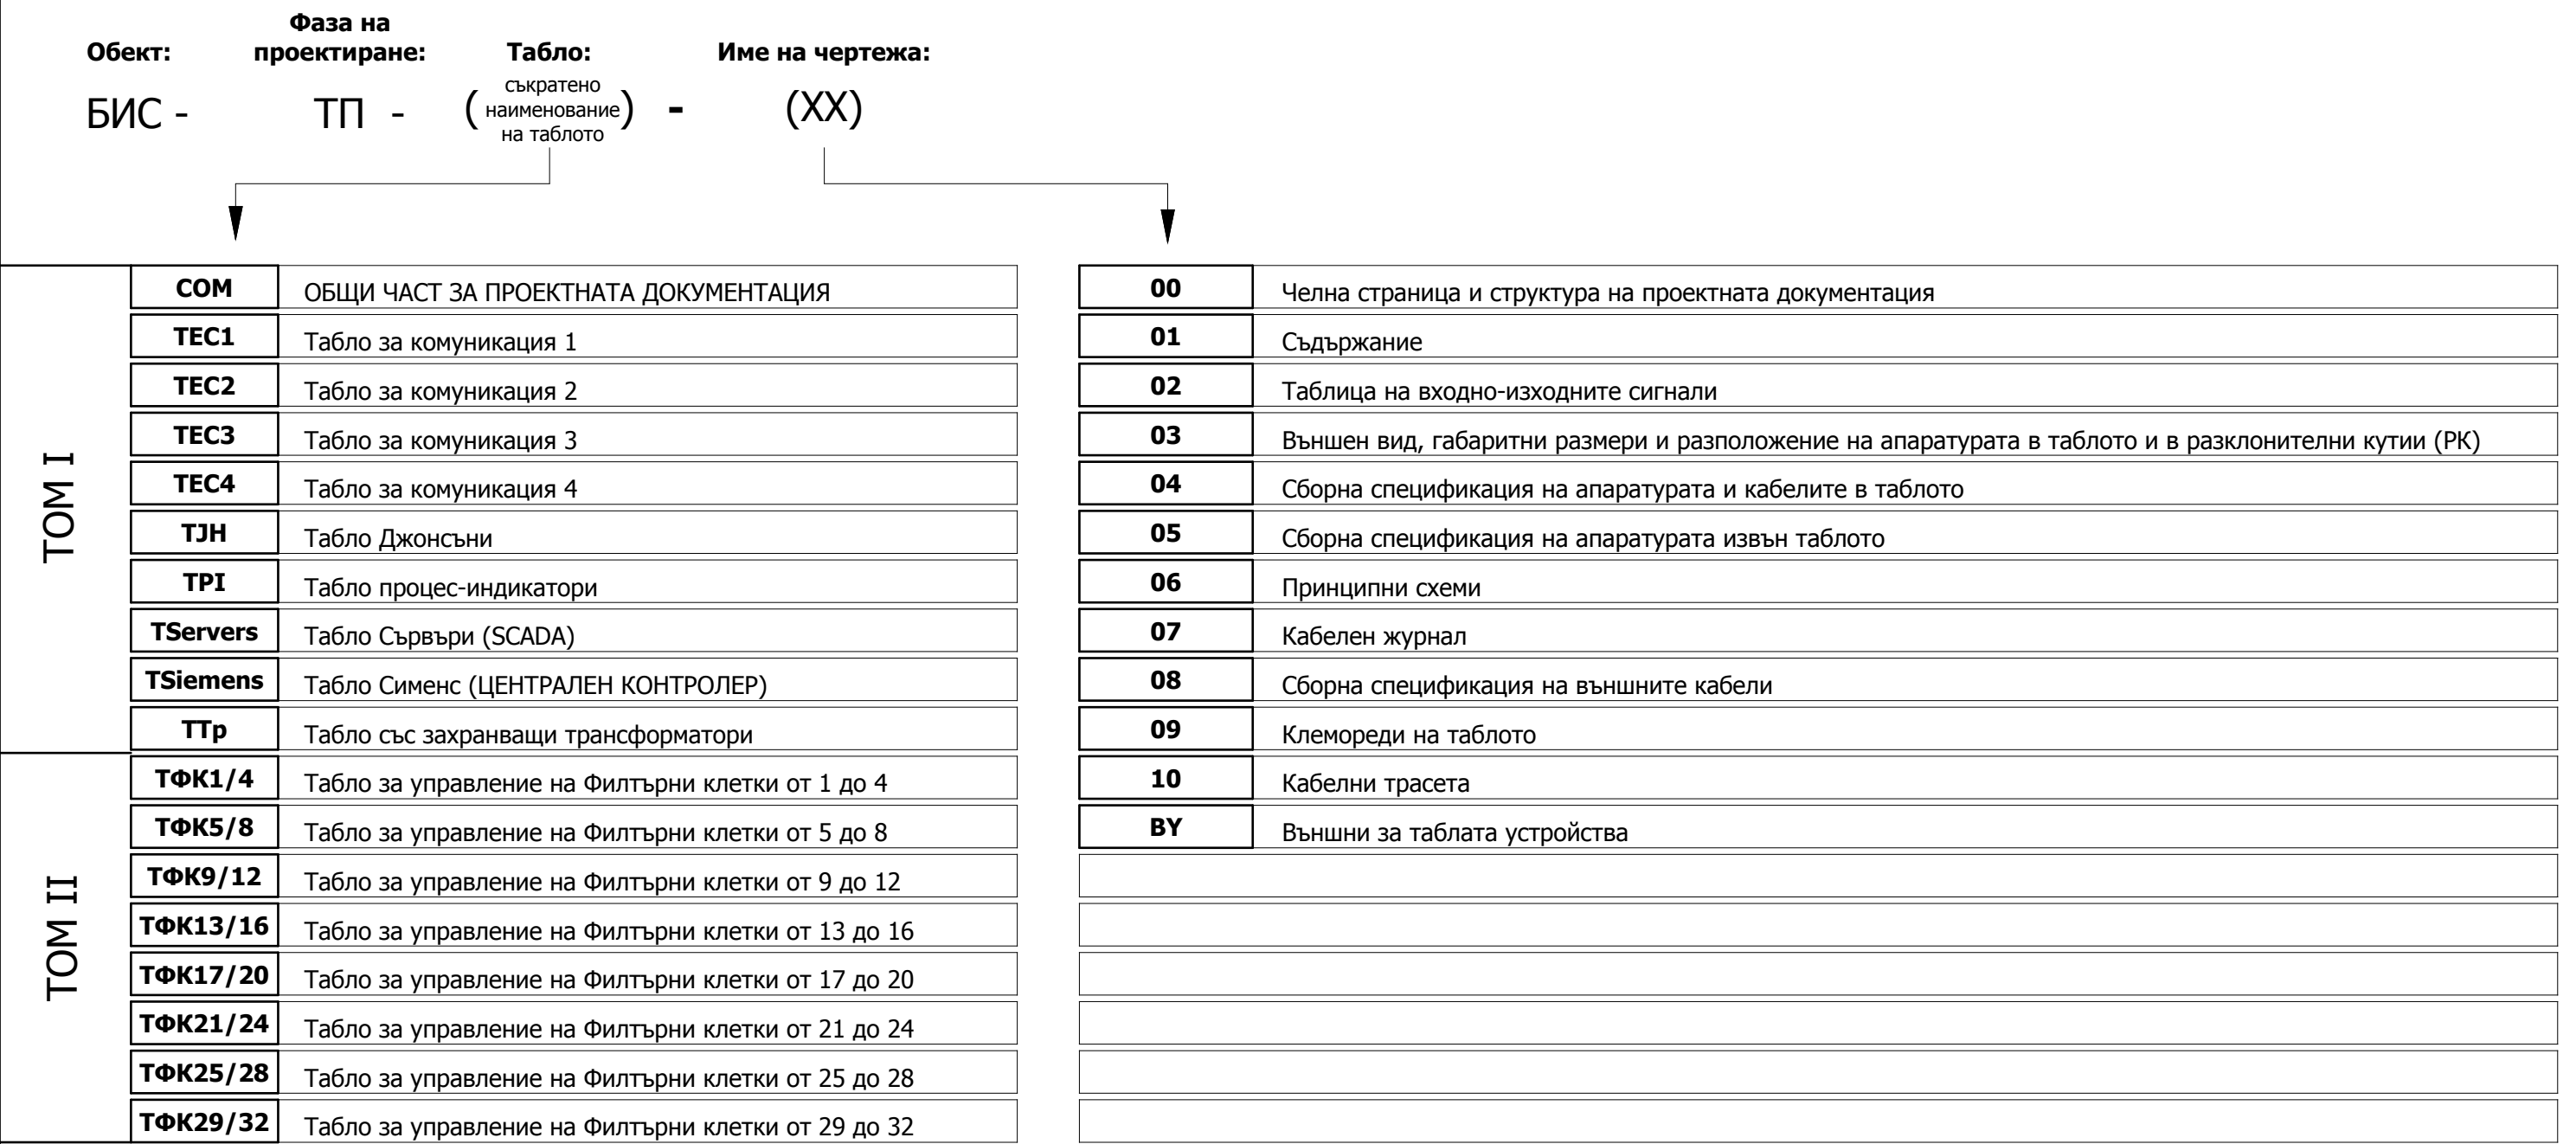 Обект:
Фаза на
проектиране:
Табло:
Име на чертежа:
БИС -
ТП -
(съкратено
наименование
на таблото)
-
(XX)
ТОМ I
COM ОБЩИ ЧАСТ ЗА ПРОЕКТНАТА ДОКУМЕНТАЦИЯ
TEC1 Табло за комуникация 1
TEC2 Табло за комуникация 2
TEC3 Табло за комуникация 3
TEC4 Табло за комуникация 4
TJH Табло Джонсъни
TPI Табло процес-индикатори
TServers Табло Сървъри (SCADA)
TSiemens Табло Сименс (ЦЕНТРАЛЕН КОНТРОЛЕР)
ТТр Табло със захранващи трансформатори
ТОМ II
ТФК1/4 Табло за управление на Филтърни клетки от 1 до 4
ТФК5/8 Табло за управление на Филтърни клетки от 5 до 8
ТФК9/12 Табло за управление на Филтърни клетки от 9 до 12
ТФК13/16 Табло за управление на Филтърни клетки от 13 до 16
ТФК17/20 Табло за управление на Филтърни клетки от 17 до 20
ТФК21/24 Табло за управление на Филтърни клетки от 21 до 24
ТФК25/28 Табло за управление на Филтърни клетки от 25 до 28
ТФК29/32 Табло за управление на Филтърни клетки от 29 до 32
00 Челна страница и структура на проектната документация
01 Съдържание
02 Таблица на входно-изходните сигнали
03 Външен вид, габаритни размери и разположение на апаратурата в таблото и в разклонителни кутии (РК)
04 Сборна спецификация на апаратурата и кабелите в таблото
05 Сборна спецификация на апаратурата извън таблото
06 Принципни схеми
07 Кабелен журнал
08 Сборна спецификация на външните кабели
09 Клемореди на таблото
10 Кабелни трасета
BY Външни за таблата устройства